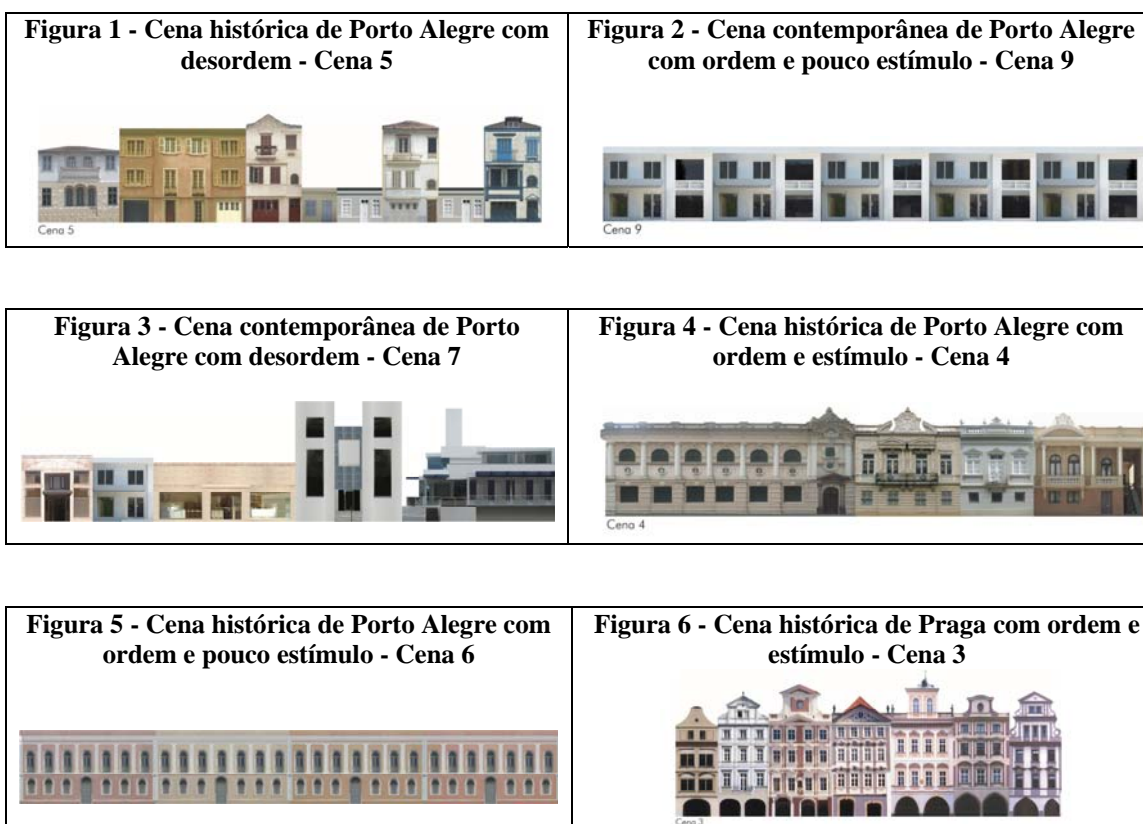 Figura 1 - Cena histórica de Porto Alegre com
desordem - Cena 5
Cena 5
Figura 2 - Cena contemporânea de Porto Alegre
com ordem e pouco estímulo - Cena 9
Cena 9
Figura 3 - Cena contemporânea de Porto
Alegre com desordem - Cena 7
Figura 4 - Cena histórica de Porto Alegre com
ordem e estímulo - Cena 4
Cena 4
Figura 5 - Cena histórica de Porto Alegre com
ordem e pouco estímulo - Cena 6
Figura 6 - Cena histórica de Praga com ordem e
estímulo - Cena 3
Cena 3